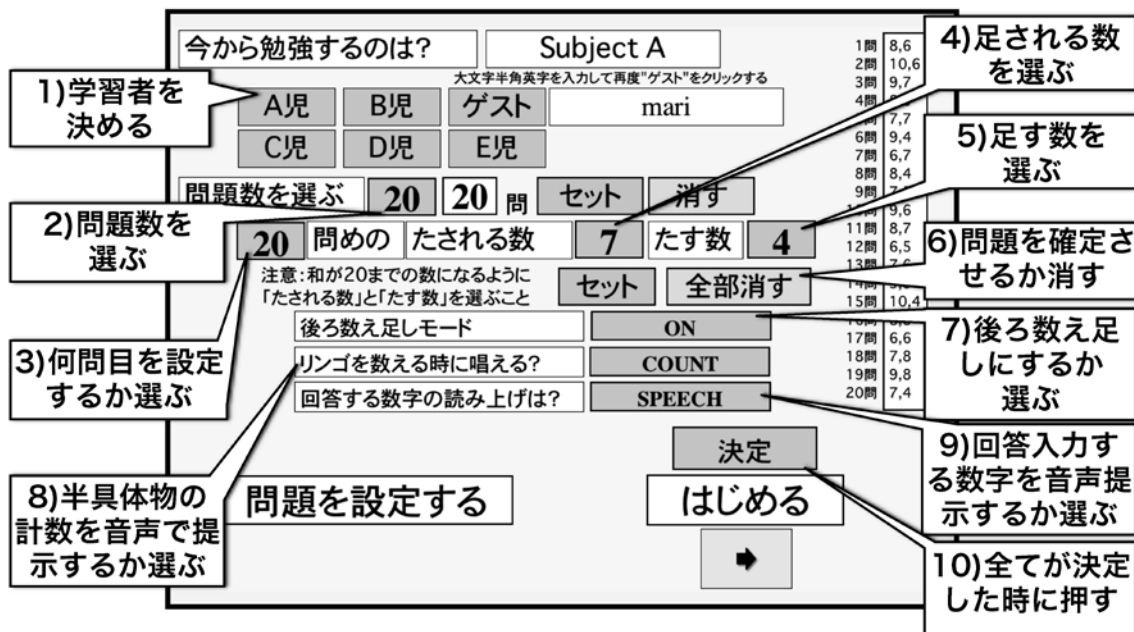 今から勉強するのは?
Subject A
大文字半角英字を入力して再度"ゲスト"をクリックする
A児
B児
ゲスト
mari
C児
D児
E児
問題数を選ぶ
20
20
問
セット
消す
20
問めの
たされる数
7
たす数
4
注意:和が20までの数になるように
「たされる数」と「たす数」を選ぶこと
セット
全部消す
後ろ数え足しモード
ON
リンゴを数える時に唱える?
COUNT
回答する数字の読み上げは?
SPEECH
決定
問題を設定する
はじめる
1問 8,6
2問 10,6
3問 9,7
7,7
6問 9,4
7問 6,7
8問 8,4
9問
9,6
11問 8,7
12問 6,5
13問
15問 10,4
17問 6,6
18問 7,8
19問 9,8
20問 7,4
1)学習者を
決める
2)問題数を
選ぶ
3)何問目を設定
するか選ぶ
4)足される数
を選ぶ
5)足す数を
選ぶ
6)問題を確定さ
せるか消す
7)後ろ数え足
しにするか
選ぶ
8)半具体物の
計数を音声で提
示するか選ぶ
9)回答入力す
る数字を音声提
示するか選ぶ
10)全てが決定
した時に押す